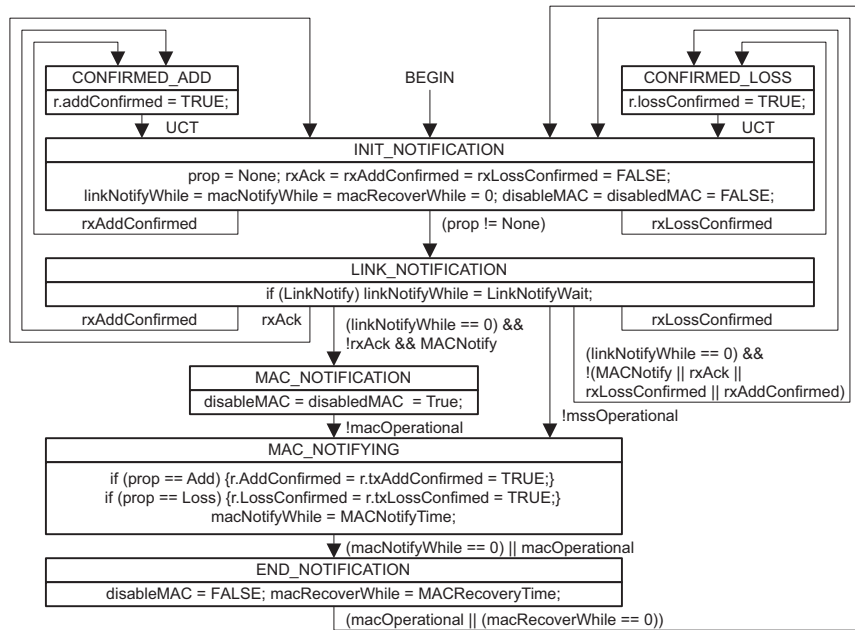 CONFIRMED_ADD
r.addConfirmed = TRUE;
UCT
BEGIN
CONFIRMED_LOSS
r.lossConfirmed = TRUE;
UCT
INIT_NOTIFICATION
prop = None; rxAck = rxAddConfirmed = rxLossConfirmed = FALSE;
linkNotifyWhile = macNotifyWhile = macRecoverWhile = 0; disableMAC = disabledMAC = FALSE;
rxAddConfirmed
(prop != None)
rxLossConfirmed
LINK_NOTIFICATION
if (LinkNotify) linkNotifyWhile = LinkNotifyWait;
rxAddConfirmed
rxAck
rxLossConfirmed
(linkNotifyWhile == 0) &&
!rxAck && MACNotify
(linkNotifyWhile == 0) &&
!(MACNotify || rxAck ||
rxLossConfirmed || rxAddConfirmed)
MAC_NOTIFICATION
disableMAC = disabledMAC = True;
!macOperational
!mssOperational
MAC_NOTIFYING
if (prop == Add) {r.AddConfirmed = r.txAddConfirmed = TRUE;}
if (prop == Loss) {r.LossConfirmed = r.txLossConfimed = TRUE;}
macNotifyWhile = MACNotifyTime;
(macNotifyWhile == 0) || macOperational
END_NOTIFICATION
disableMAC = FALSE; macRecoverWhile = MACRecoveryTime;
(macOperational || (macRecoverWhile == 0))